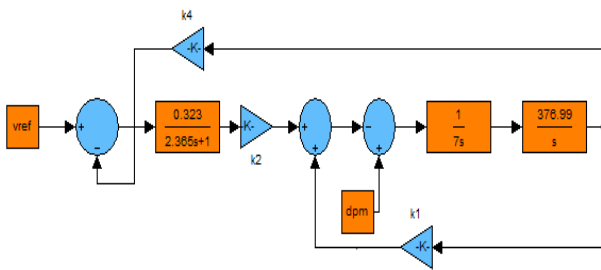 k4
-K-
vref
+
−
0.323
2.365s+1
K-
k2
+
+
−
+
1
7s
376.99
s
dpm
k1
-K-